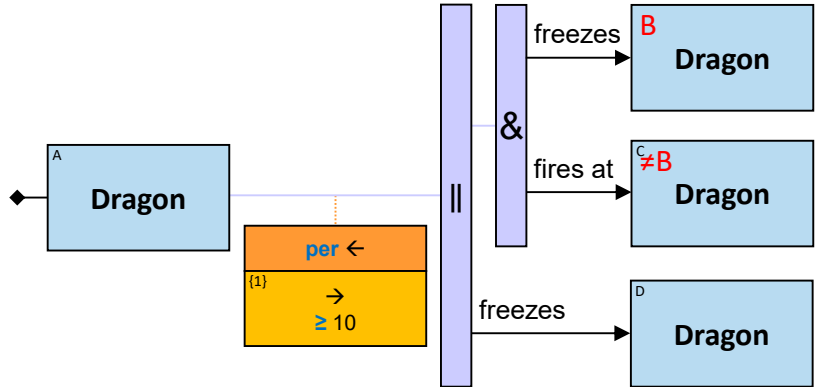 freezes
B
Dragon
&
fires at
C
≠B
Dragon
A
Dragon
||
per ←
{1}
→
≥ 10
freezes
D
Dragon